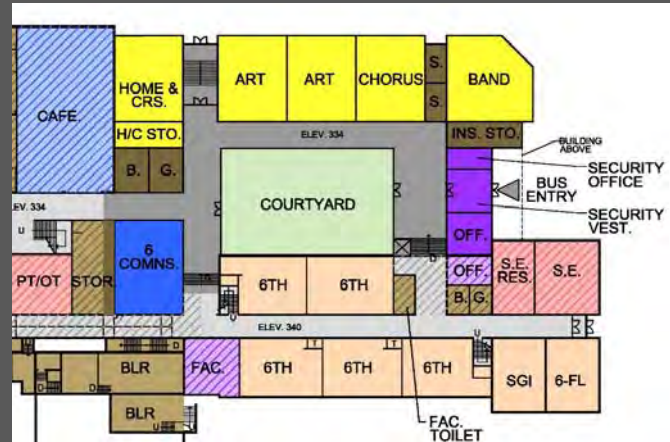 CAFE.
HOME &
CRS.
H/C STO.
B.
G.
ART
ART
CHORUS
S.
S.
BAND
INS. STO.
ELEV. 334
BUILDING
ABOVE
SECURITY
OFFICE
BUS
ENTRY
SECURITY
VEST.
COURTYARD
OFF.
OFF.
B.
G.
S.E.
RES.
S.E.
EV. 334
U
PT/OT
STOR.
6
COMNS.
D
D
6TH
6TH
U
ELEV. 340
U
BLR
D
D
D
FAC.
6TH
T
6TH
T
6TH
SGI
6-FL
BLR
U
D
FAC.
TOILET